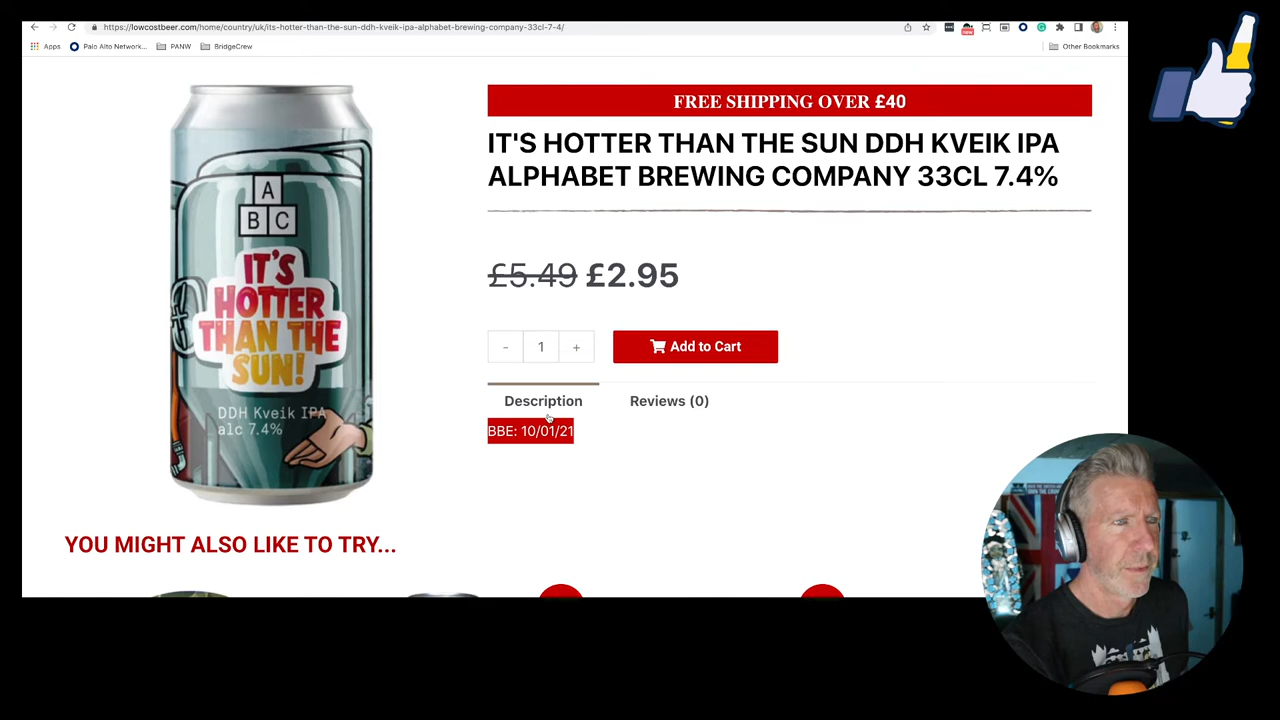 https://lowcostbeer.com/home/country/uk/its-hotter-than-the-sun-ddh-kveik-ipa-alphabet-brewing-company-33cl-7-4/
Apps Palo Alto Network... PANW BridgeCrew Other Bookmarks
FREE SHIPPING OVER £40
IT'S HOTTER THAN THE SUN DDH KVEIK IPA
ALPHABET BREWING COMPANY 33CL 7.4%
£5.49 £2.95
- 1 + Add to Cart
Description Reviews (0)
BBE: 10/01/21
A
B C
IT'S
HOTTER
THAN THE
SUN!
DDH Kveik IPA
alc 7.4%
YOU MIGHT ALSO LIKE TO TRY...